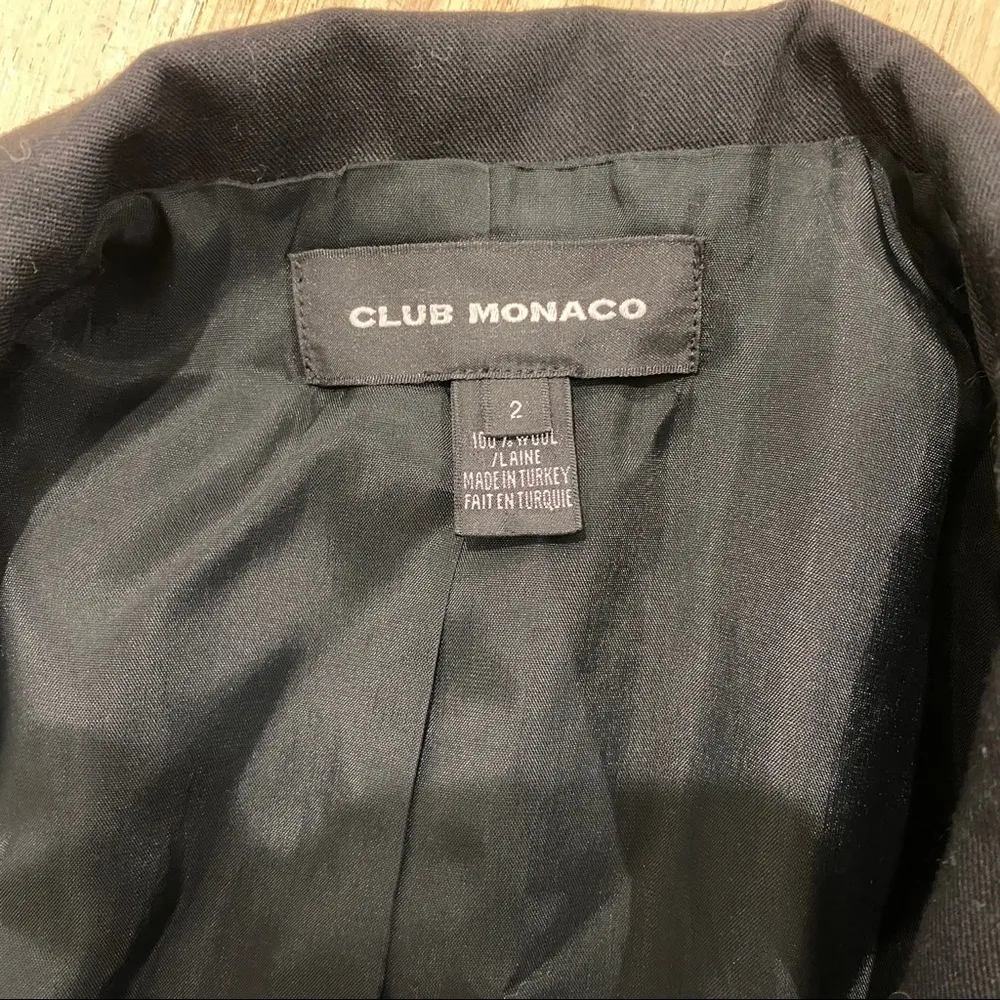 CLUB MONACO
2
100% WOOL
/LAINE
MADE IN TURKEY
FAIT EN TURQUIE